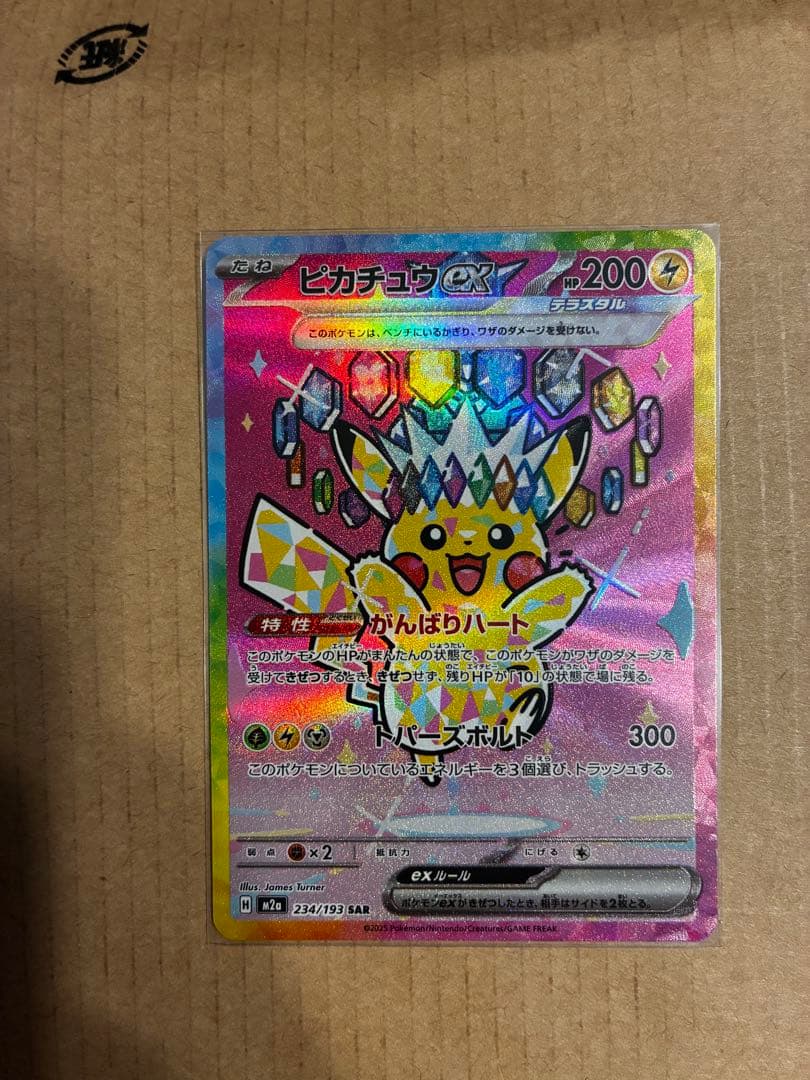 紙
たね
ピカチュウex
HP200
テラスタル
このポケモンは、ベンチにいるかぎり、ワザのダメージを受けない。
特性 がんばりハート
このポケモンのHPがまんたんの状態で、このポケモンがワザのダメージを
受けてきぜつするとき、きぜつせず、残りHPが「10」の状態で場に残る。
トパーズボルト 300
このポケモンについているエネルギーを3個選び、トラッシュする。
弱点 ×2 抵抗力 にげる
exルール
ポケモンexがきぜつしたとき、相手はサイドを2枚とる。
Illus. James Turner
H M2a 234/193 SAR
©2025 Pokémon/Nintendo/Creatures/GAME FREAK